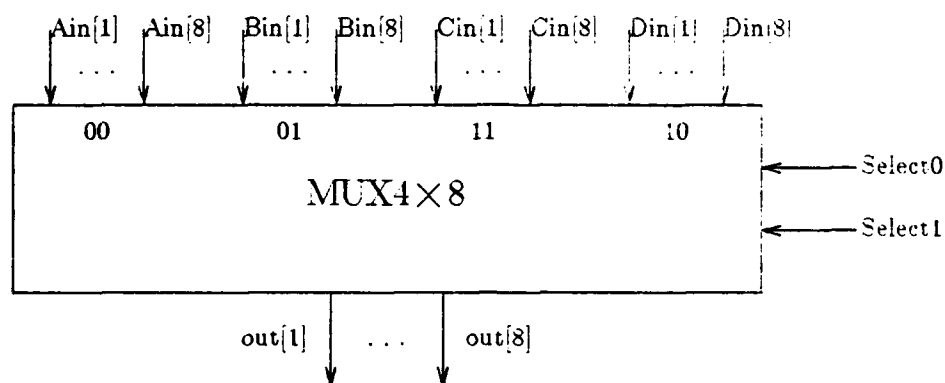 Ain[1] Ain[8] Bin[1] Bin[8] Cin[1] Cin[8] Din[1] Din[8]
... ... ... ...
00 01 11 10
Select0
MUX4×8
Select1
out[1] ... out[8]